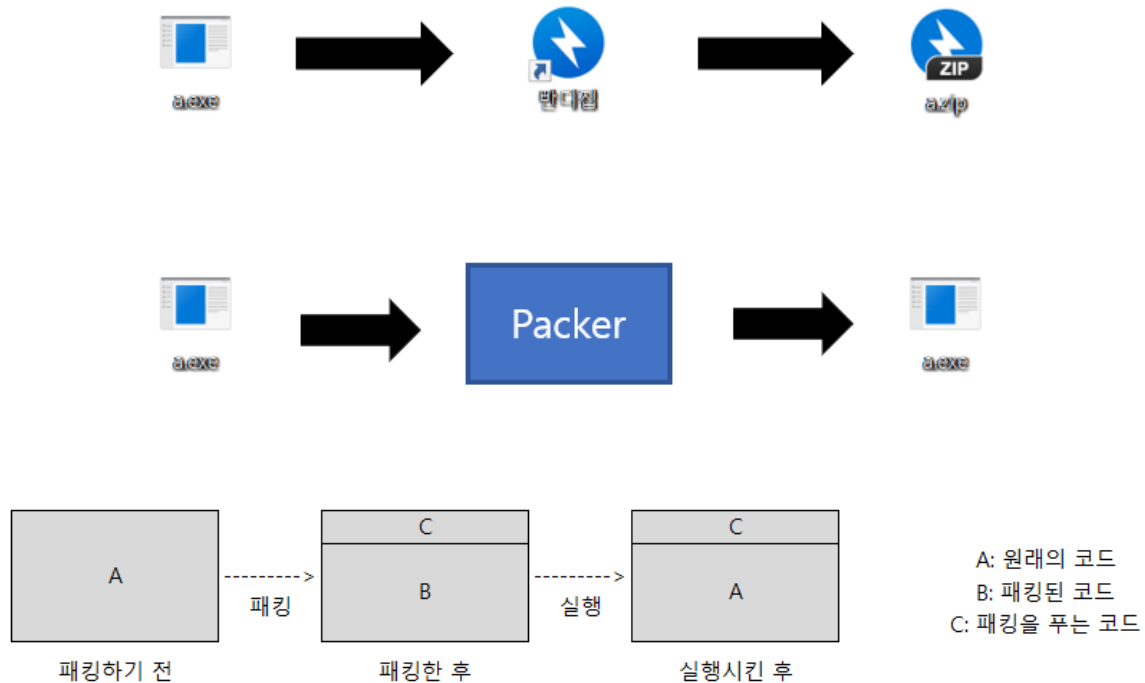 a.exe
반디집
ZIP
a.zip
a.exe
Packer
a.exe
A
C
B
C
A
--------->
패킹
--------->
실행
패킹하기 전
패킹한 후
실행시킨 후
A: 원래의 코드
B: 패킹된 코드
C: 패킹을 푸는 코드